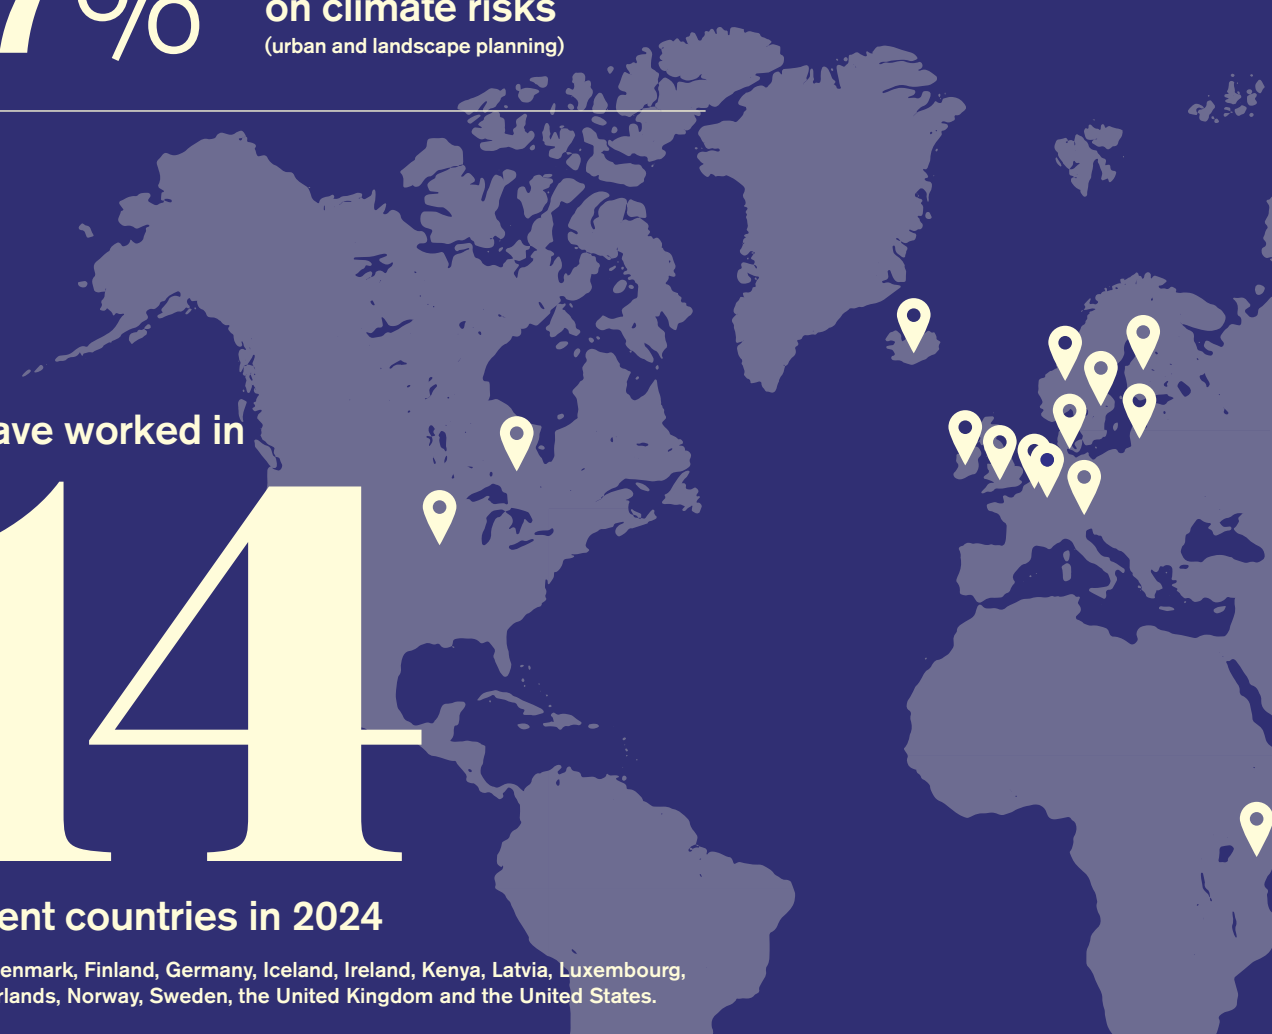 7%
on climate risks
(urban and landscape planning)
ave worked in
14
ent countries in 2024
enmark, Finland, Germany, Iceland, Ireland, Kenya, Latvia, Luxembourg,
rlands, Norway, Sweden, the United Kingdom and the United States.